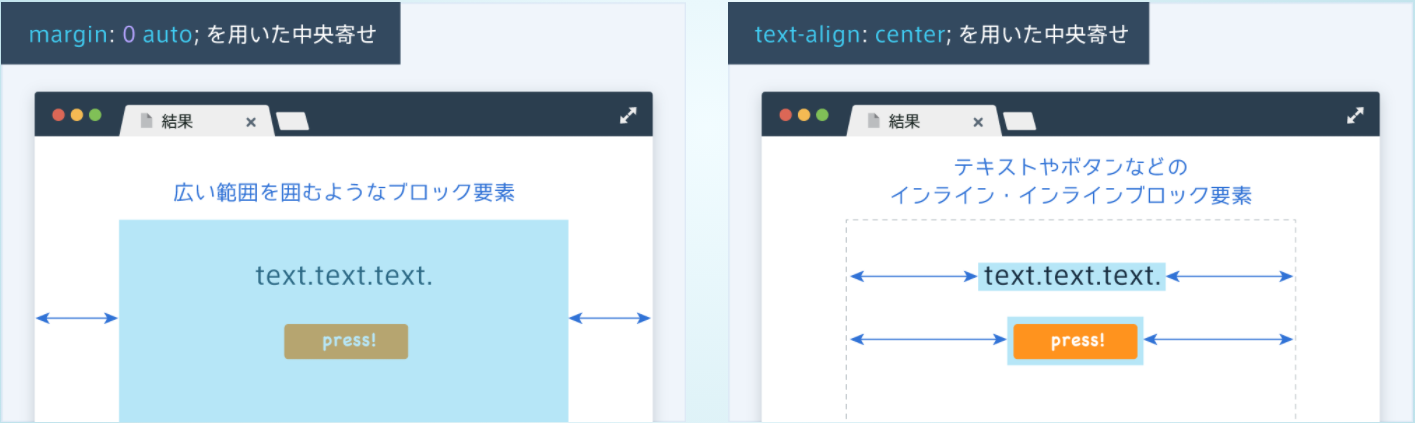 margin: 0 auto; を用いた中央寄せ
結果
広い範囲を囲むようなブロック要素
text.text.text.
press!
text-align: center; を用いた中央寄せ
結果
テキストやボタンなどの
インライン・インラインブロック要素
text.text.text.
press!